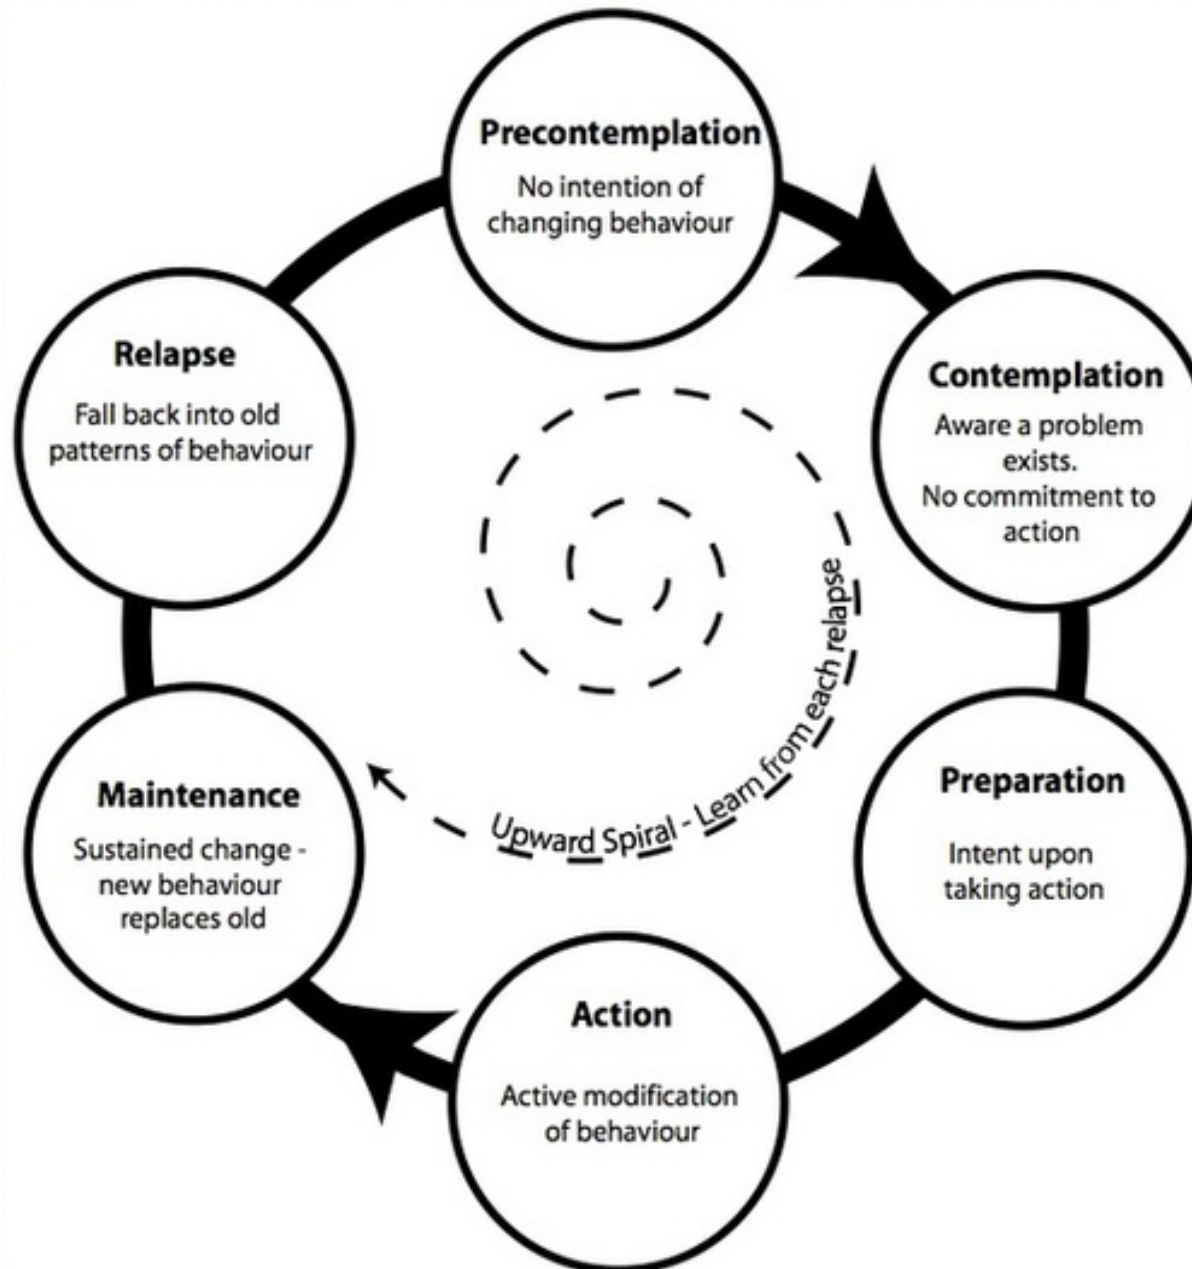 Precontemplation
No intention of
changing behaviour
Relapse
Fall back into old
patterns of behaviour
Contemplation
Aware a problem
exists.
No commitment to
action
Upward Spiral - Learn from each relapse
Maintenance
Sustained change -
new behaviour
replaces old
Preparation
Intent upon
taking action
Action
Active modification
of behaviour